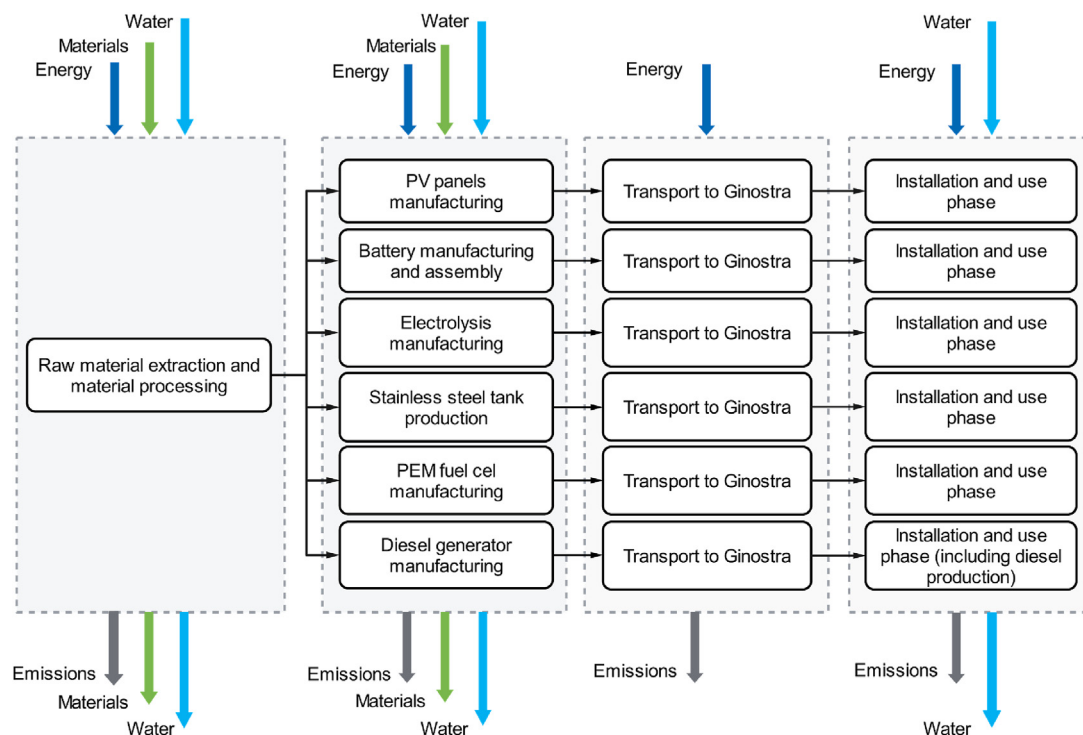 Water
Materials
Energy
Water
Materials
Energy
Energy
Water
Energy
Raw material extraction and
material processing
PV panels
manufacturing
Transport to Ginostra
Installation and use
phase
Battery manufacturing
and assembly
Transport to Ginostra
Installation and use
phase
Electrolysis
manufacturing
Transport to Ginostra
Installation and use
phase
Stainless steel tank
production
Transport to Ginostra
Installation and use
phase
PEM fuel cel
manufacturing
Transport to Ginostra
Installation and use
phase
Diesel generator
manufacturing
Transport to Ginostra
Installation and use
phase (including diesel
production)
Emissions
Materials
Water
Emissions
Materials
Water
Emissions
Emissions
Water